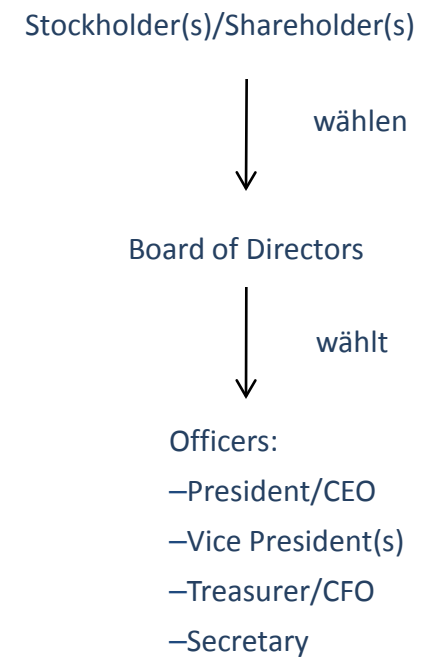 Stockholder(s)/Shareholder(s)
wählen
Board of Directors
wählt
Officers:
–President/CEO
–Vice President(s)
–Treasurer/CFO
–Secretary